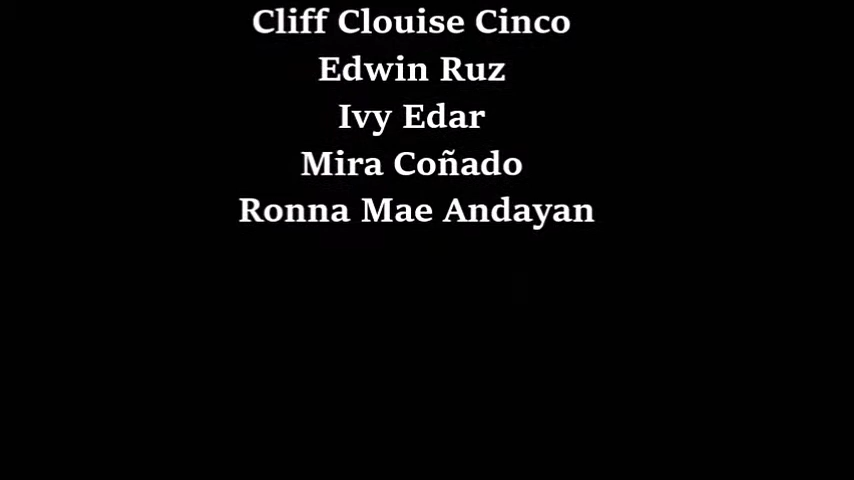 Cliff Clouise Cinco
Edwin Ruz
Ivy Edar
Mira Coñado
Ronna Mae Andayan